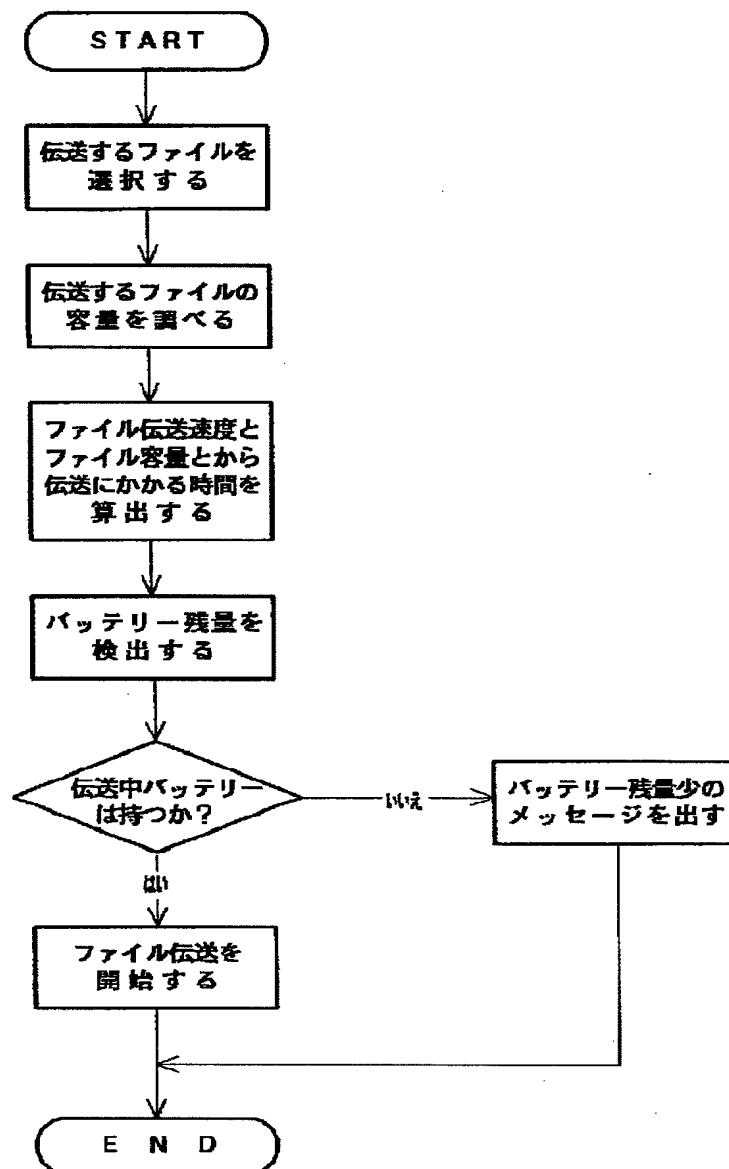 START
伝送するファイルを
選択する
伝送するファイルの
容量を調べる
ファイル伝送速度と
ファイル容量とから
伝送にかかる時間を
算出する
バッテリー残量を
検出する
伝送中バッテリー
は持つか？
いいえ
バッテリー残量少の
メッセージを出す
はい
ファイル伝送を
開始する
END